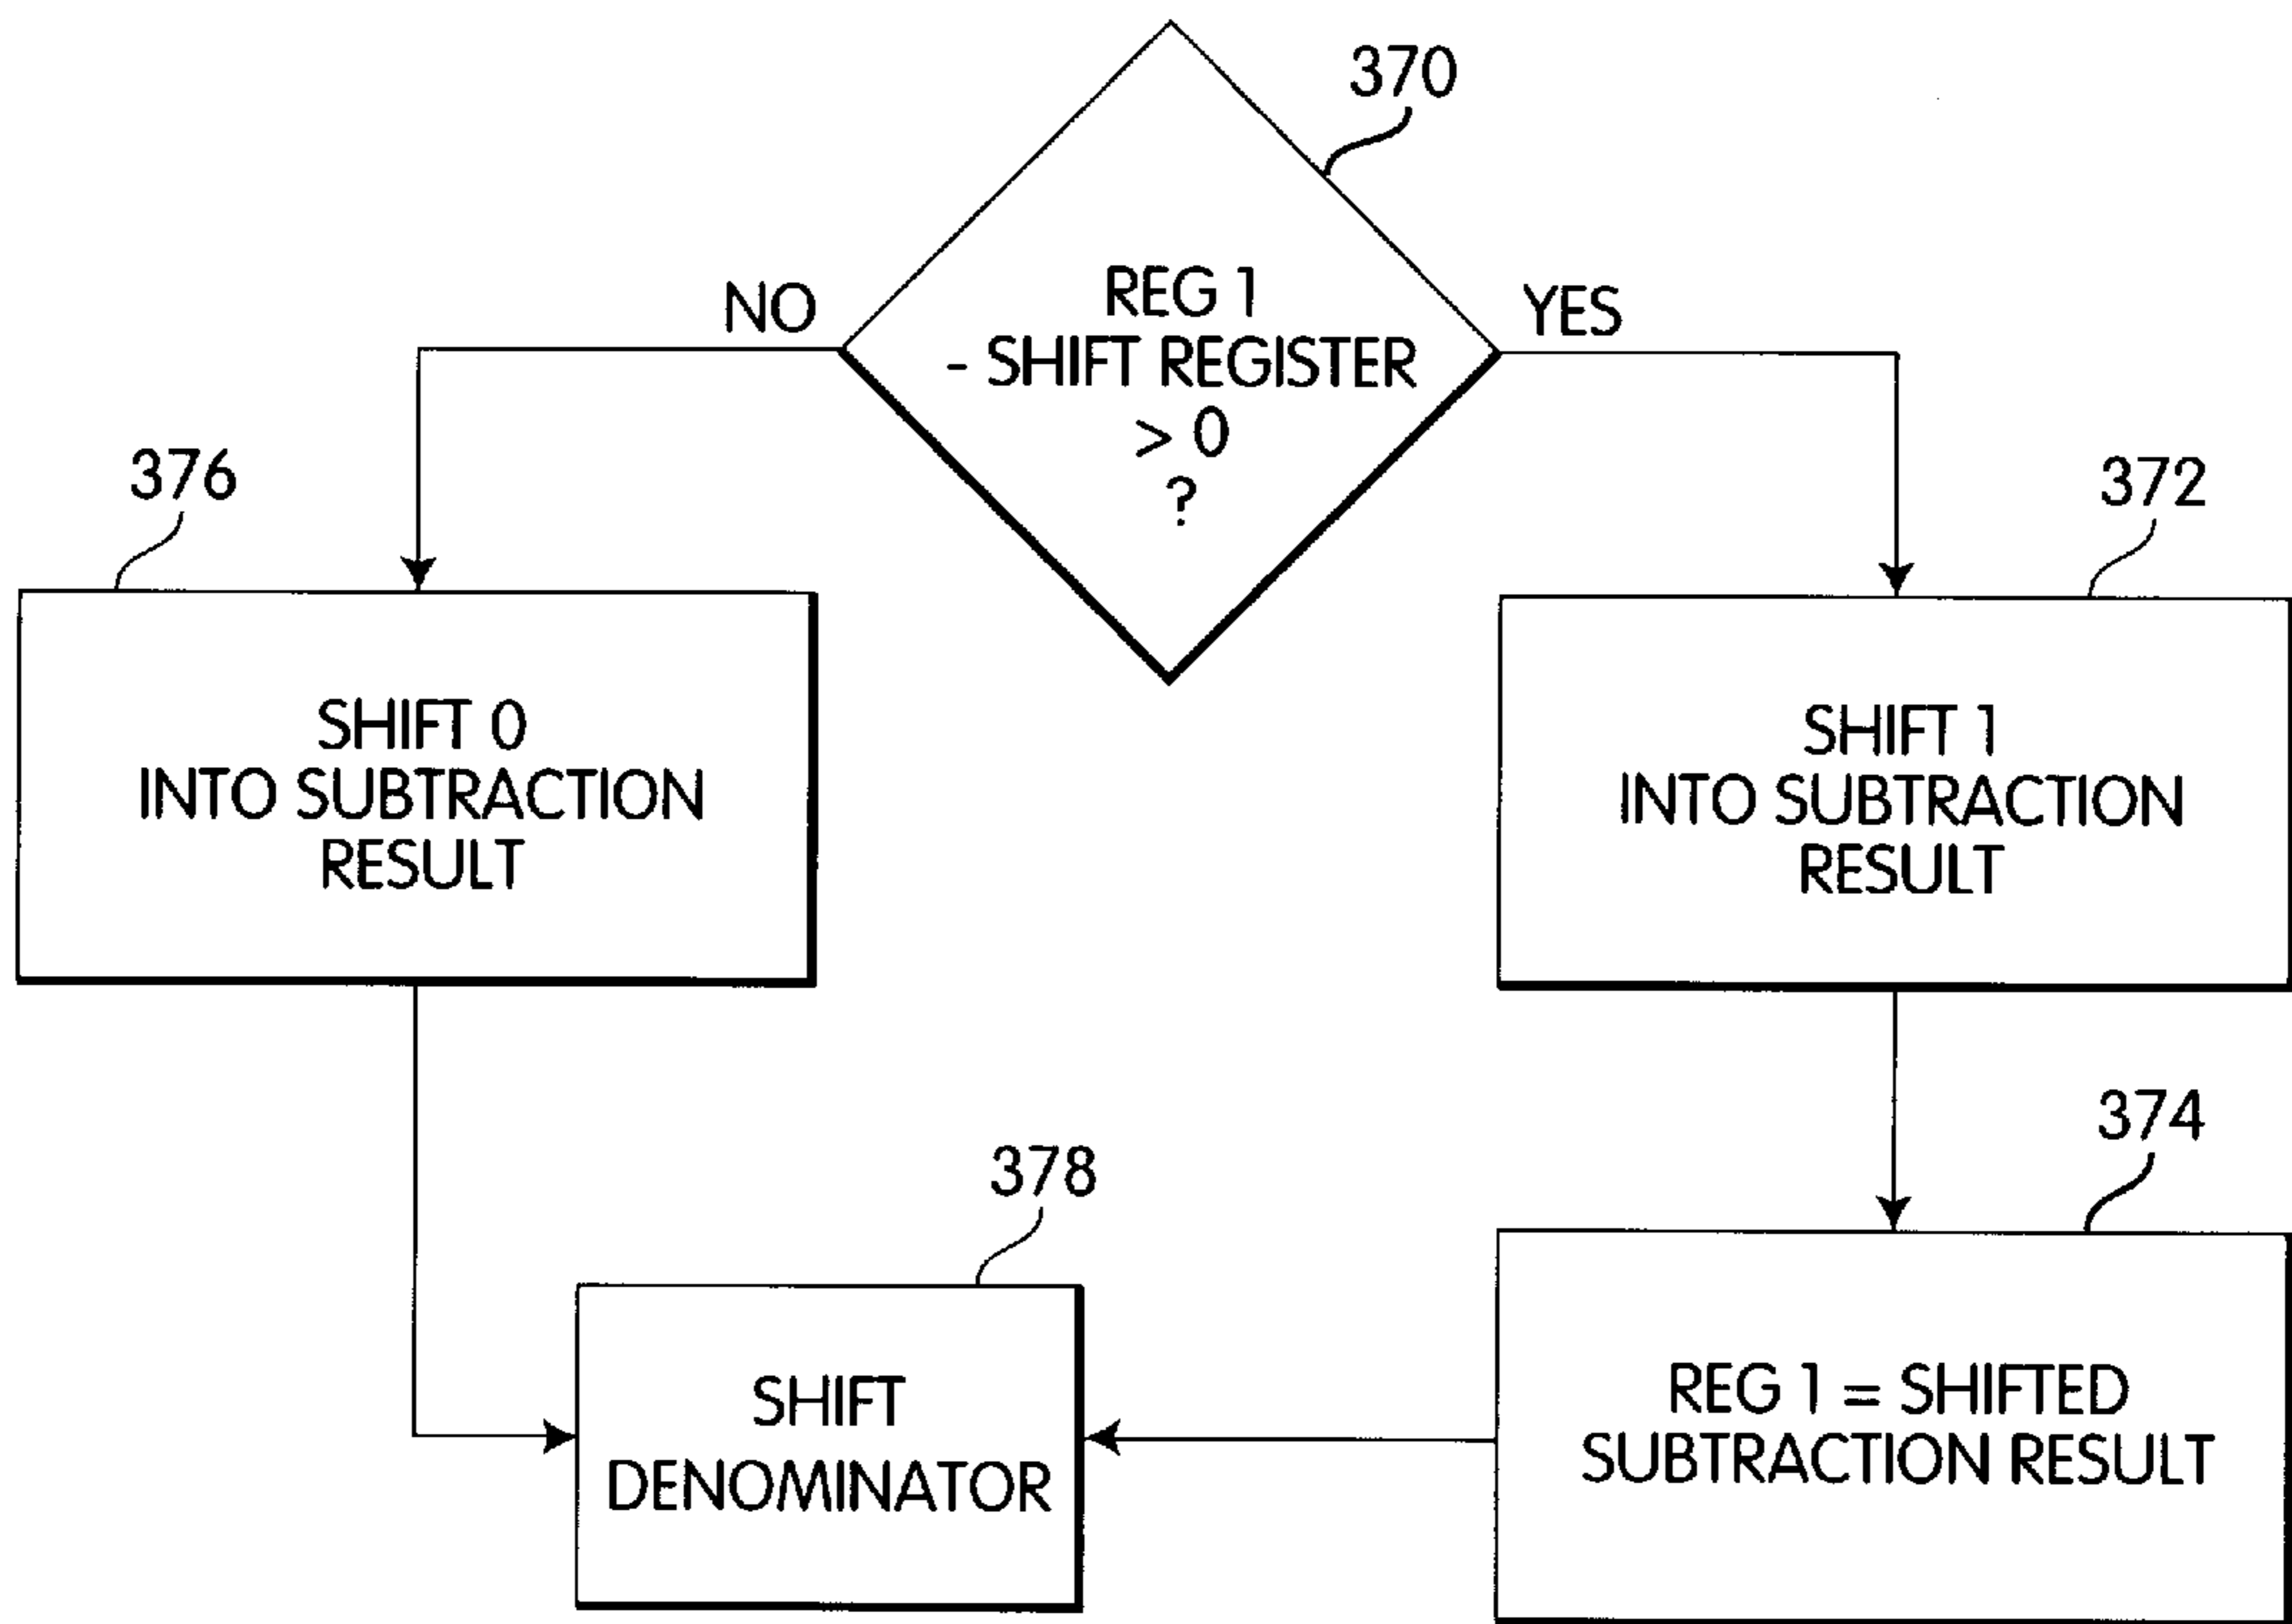 370
REG 1
- SHIFT REGISTER
> 0
?
NO
YES
376
SHIFT 0
INTO SUBTRACTION
RESULT
372
SHIFT 1
INTO SUBTRACTION
RESULT
374
REG 1 = SHIFTED
SUBTRACTION RESULT
378
SHIFT
DENOMINATOR